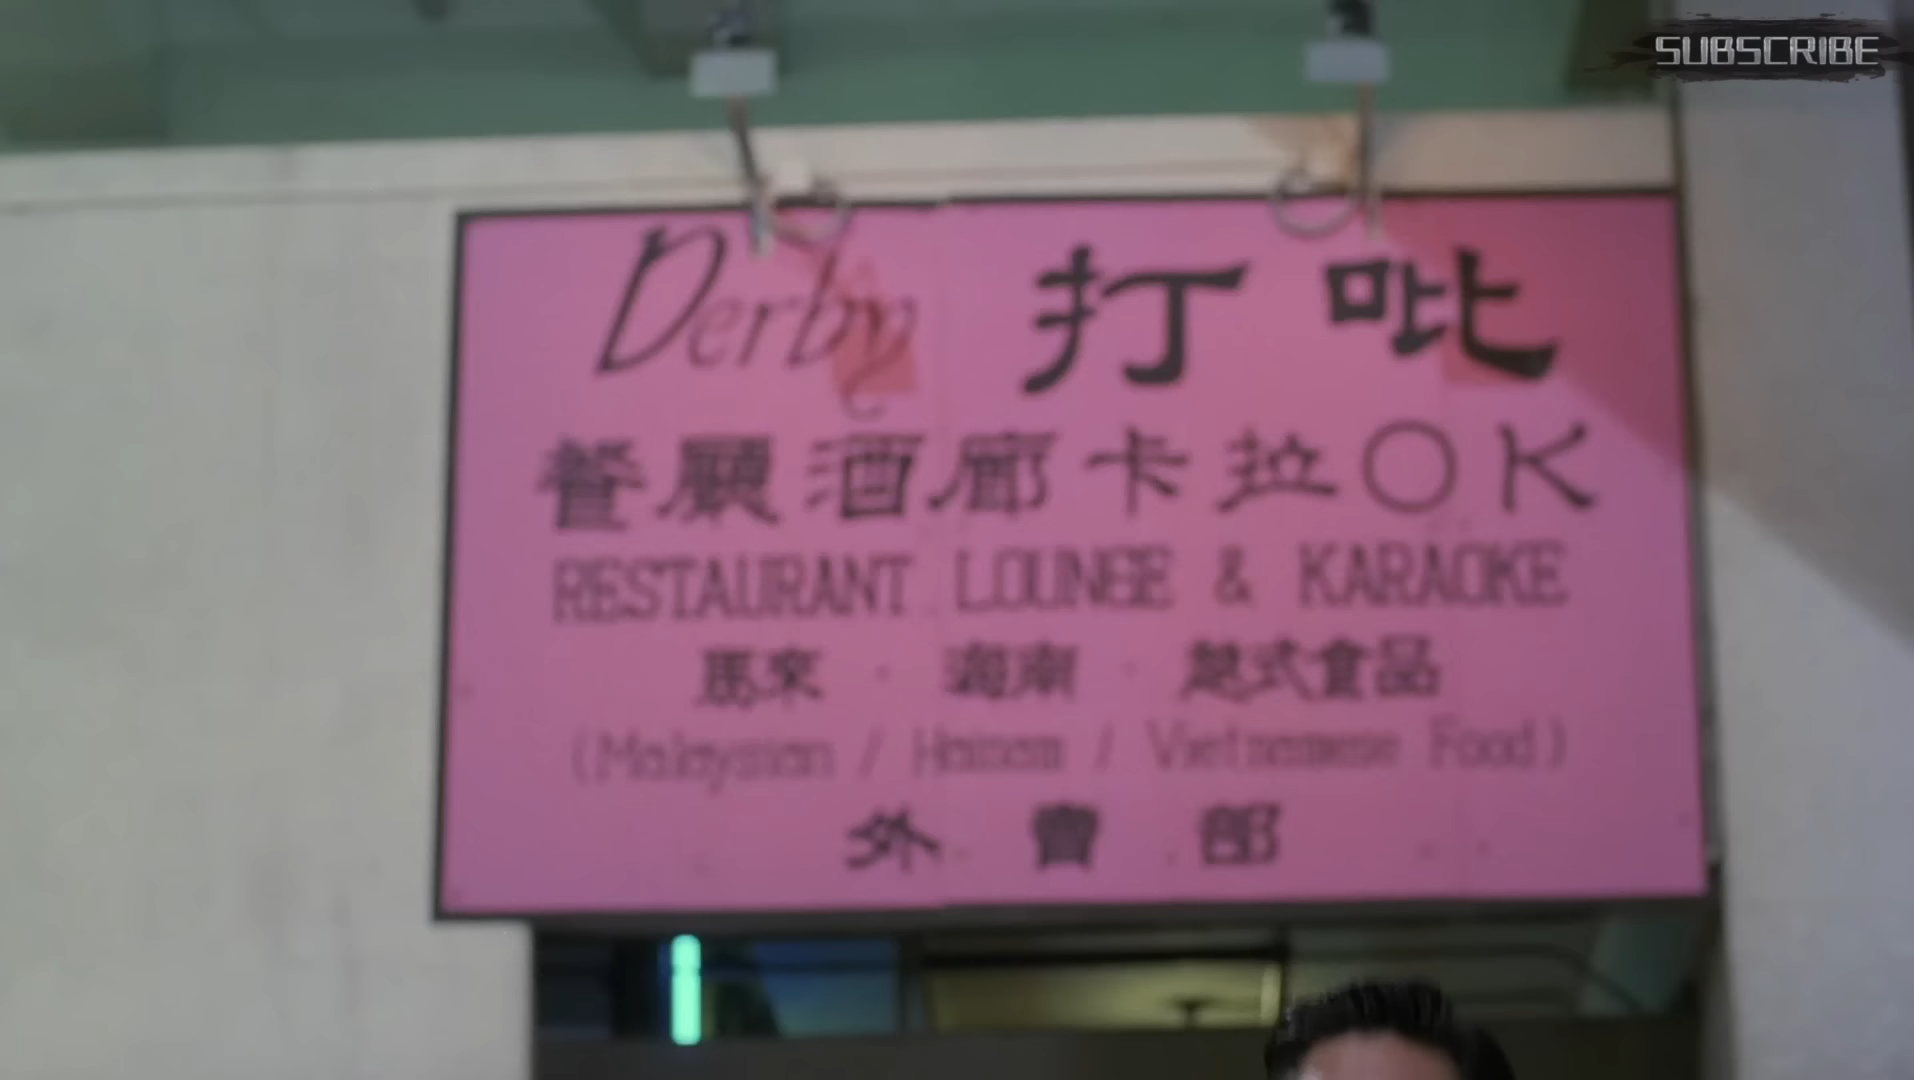 SUBSCRIBE
Derby 打吡
餐廳酒廊卡拉OK
RESTAURANT LOUNGE & KARAOKE
馬來 · 海南 · 越式食品
(Malaysian / Hainam / Vietnamese Food)
外賣部